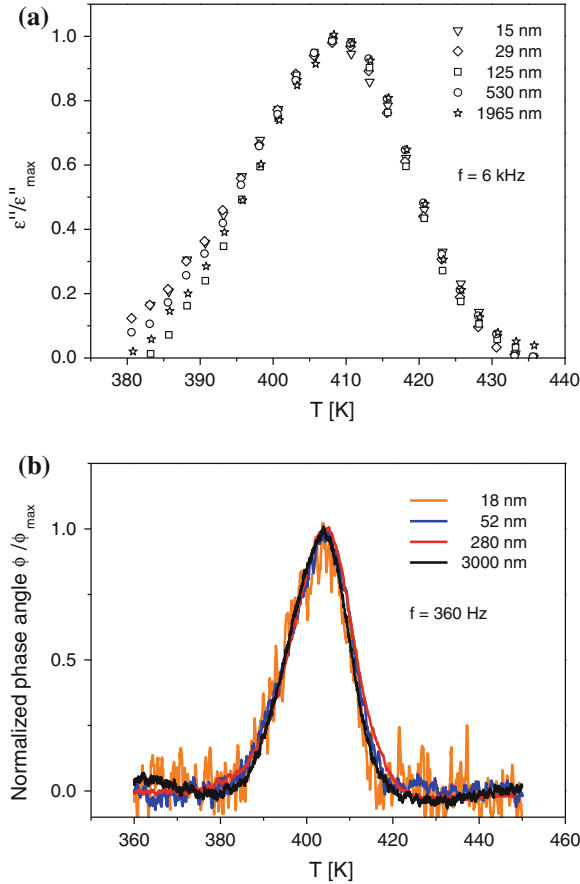 (a)
1.0
0.8
0.6
0.4
0.2
0.0
ε''/ε''max
15 nm
29 nm
125 nm
530 nm
1965 nm
f = 6 kHz
380 390 400 410 420 430 440
T [K]
(b)
1.0
0.5
0.0
Normalized phase angle ϕ/ϕmax
18 nm
52 nm
280 nm
3000 nm
f = 360 Hz
360 380 400 420 440 460
T [K]